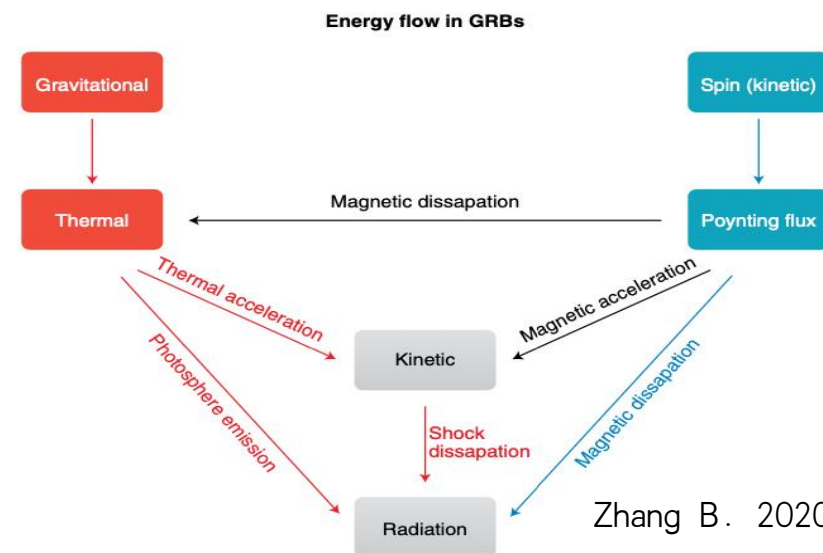 Energy flow in GRBs
Gravitational
Spin (kinetic)
Magnetic dissapation
Thermal
Poynting flux
Thermal acceleration
Magnetic acceleration
Photosphere emission
Kinetic
Magnetic dissapation
Shock
dissapation
Radiation
Zhang B. 2020